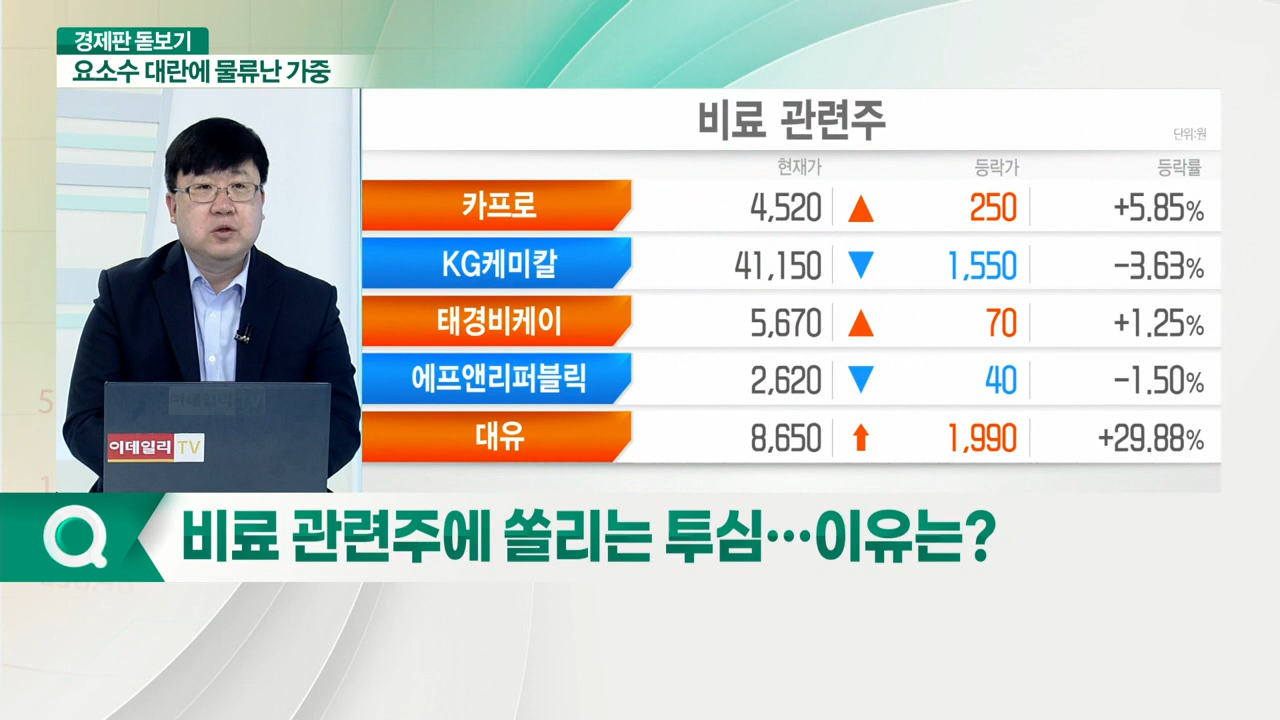 경제판 돋보기
요소수 대란에 물류난 가중
비료 관련주
단위:원
현재가 등락가 등락률
카프로 4,520 ▲ 250 +5.85%
KG케미칼 41,150 ▼ 1,550 -3.63%
태경비케이 5,670 ▲ 70 +1.25%
에프앤리퍼블릭 2,620 ▼ 40 -1.50%
대유 8,650 ⬆ 1,990 +29.88%
이데일리TV
이데일리 TV
Q 비료 관련주에 쏠리는 투심…이유는?